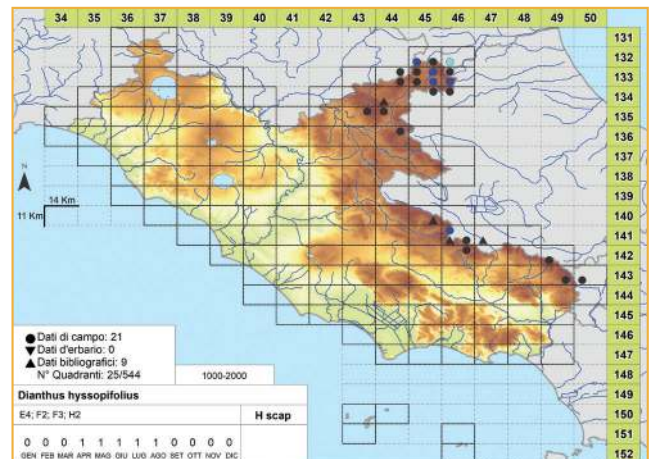 34 35 36 37 38 39 40 41 42 43 44 45 46 47 48 49 50
131
132
133
134
135
136
137
138
139
140
141
142
143
144
145
146
147
148
149
150
151
152
N
14 Km
11 Km
● Dati di campo: 21
▼ Dati d'erbario: 0
▲ Dati bibliografici: 9
N° Quadranti: 25/544
1000-2000
Dianthus hyssopifolius
E4; F2; F3; H2
H scap
0 0 0 1 1 1 1 1 0 0 0 0
GEN FEB MAR APR MAG GIU LUG AGO SET OTT NOV DIC